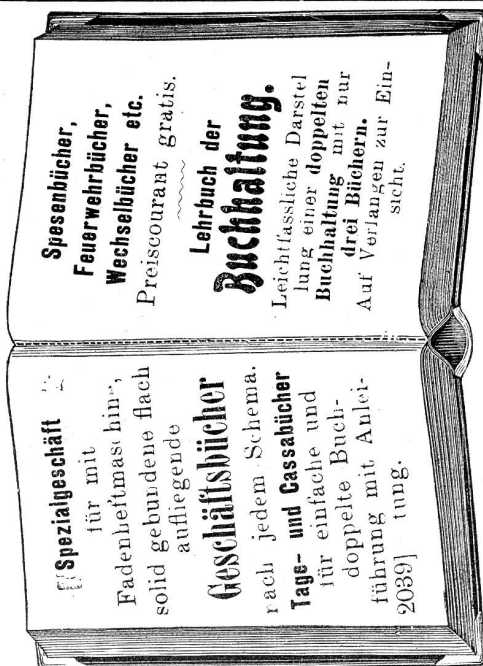 Spezialgeschäft
für mit
Fadenheftmaschine,
solid gebundene flach
aufliegende
Geschäftsbücher
nach jedem Schema.
Tage- und Cassabücher
für einfache und
doppelte Buch-
führung mit Anlei-
2039] tung.
Spesenbücher,
Feuerwehrbücher,
Wechselbücher etc.
Preiscourant gratis.
Lehrbuch der
Buchhaltung.
Leichtfassliche Darstel
lung einer doppelten
Buchhaltung mit nur
drei Büchern.
Auf Verlangen zur Ein-
sicht.